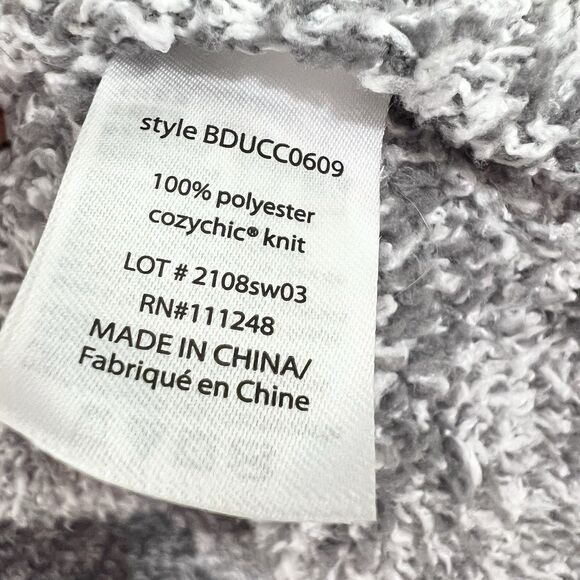 style BDUCC0609
100% polyester
cozychic® knit
LOT # 2108sw03
RN#111248
MADE IN CHINA/
Fabriqué en Chine